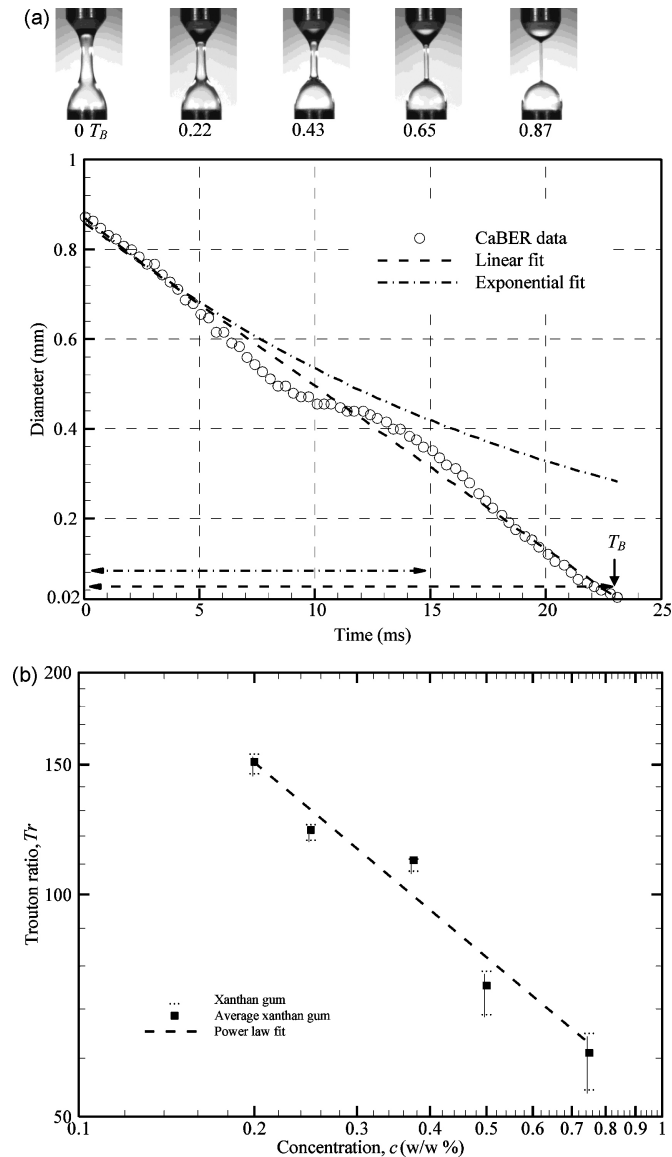 (a)
0 T_B 0.22 0.43 0.65 0.87
1
0.8
0.6
0.4
0.2
0.02
Diameter (mm)
CaBER data
Linear fit
Exponential fit
T_B
0 5 10 15 20 25
Time (ms)
(b)
200
150
100
50
Trouton ratio, Tr
Xanthan gum
Average xanthan gum
Power law fit
0.1 0.2 0.3 0.4 0.5 0.6 0.7 0.8 0.9 1
Concentration, c (w/w %)